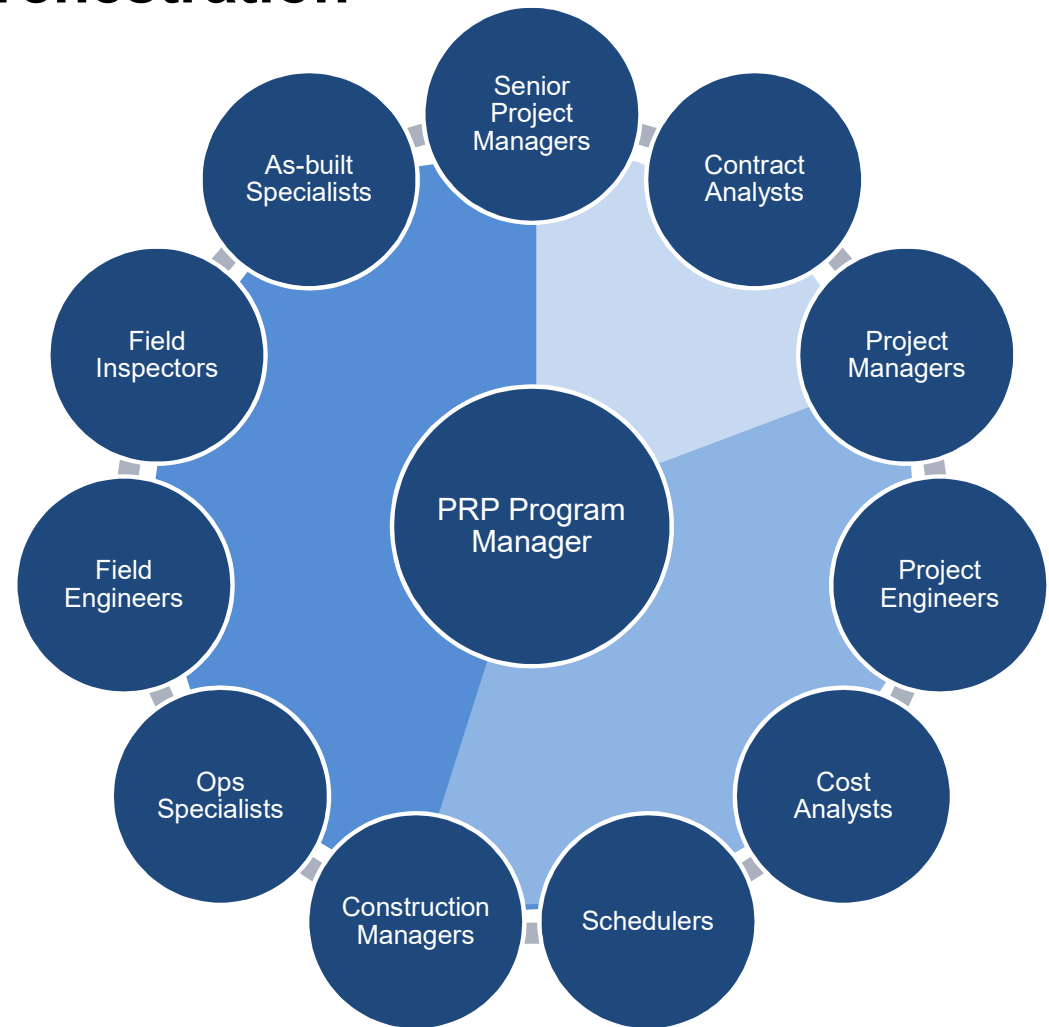 Senior
Project
Managers
Contract
Analysts
Project
Managers
Project
Engineers
Cost
Analysts
Schedulers
Construction
Managers
Ops
Specialists
Field
Engineers
Field
Inspectors
As-built
Specialists
PRP Program
Manager